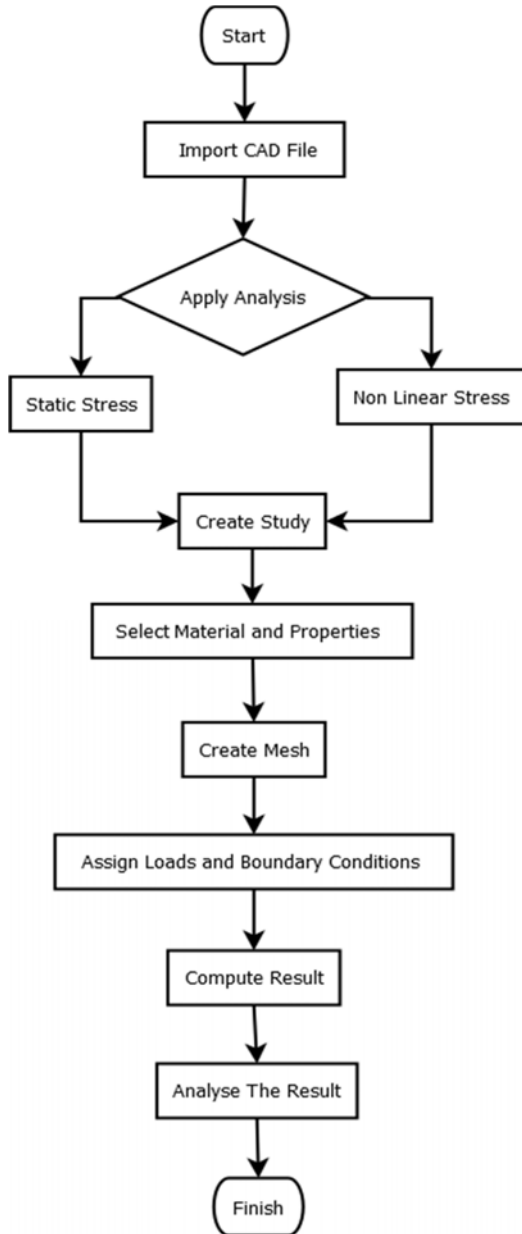 Start
Import CAD File
Apply Analysis
Static Stress
Non Linear Stress
Create Study
Select Material and Properties
Create Mesh
Assign Loads and Boundary Conditions
Compute Result
Analyse The Result
Finish